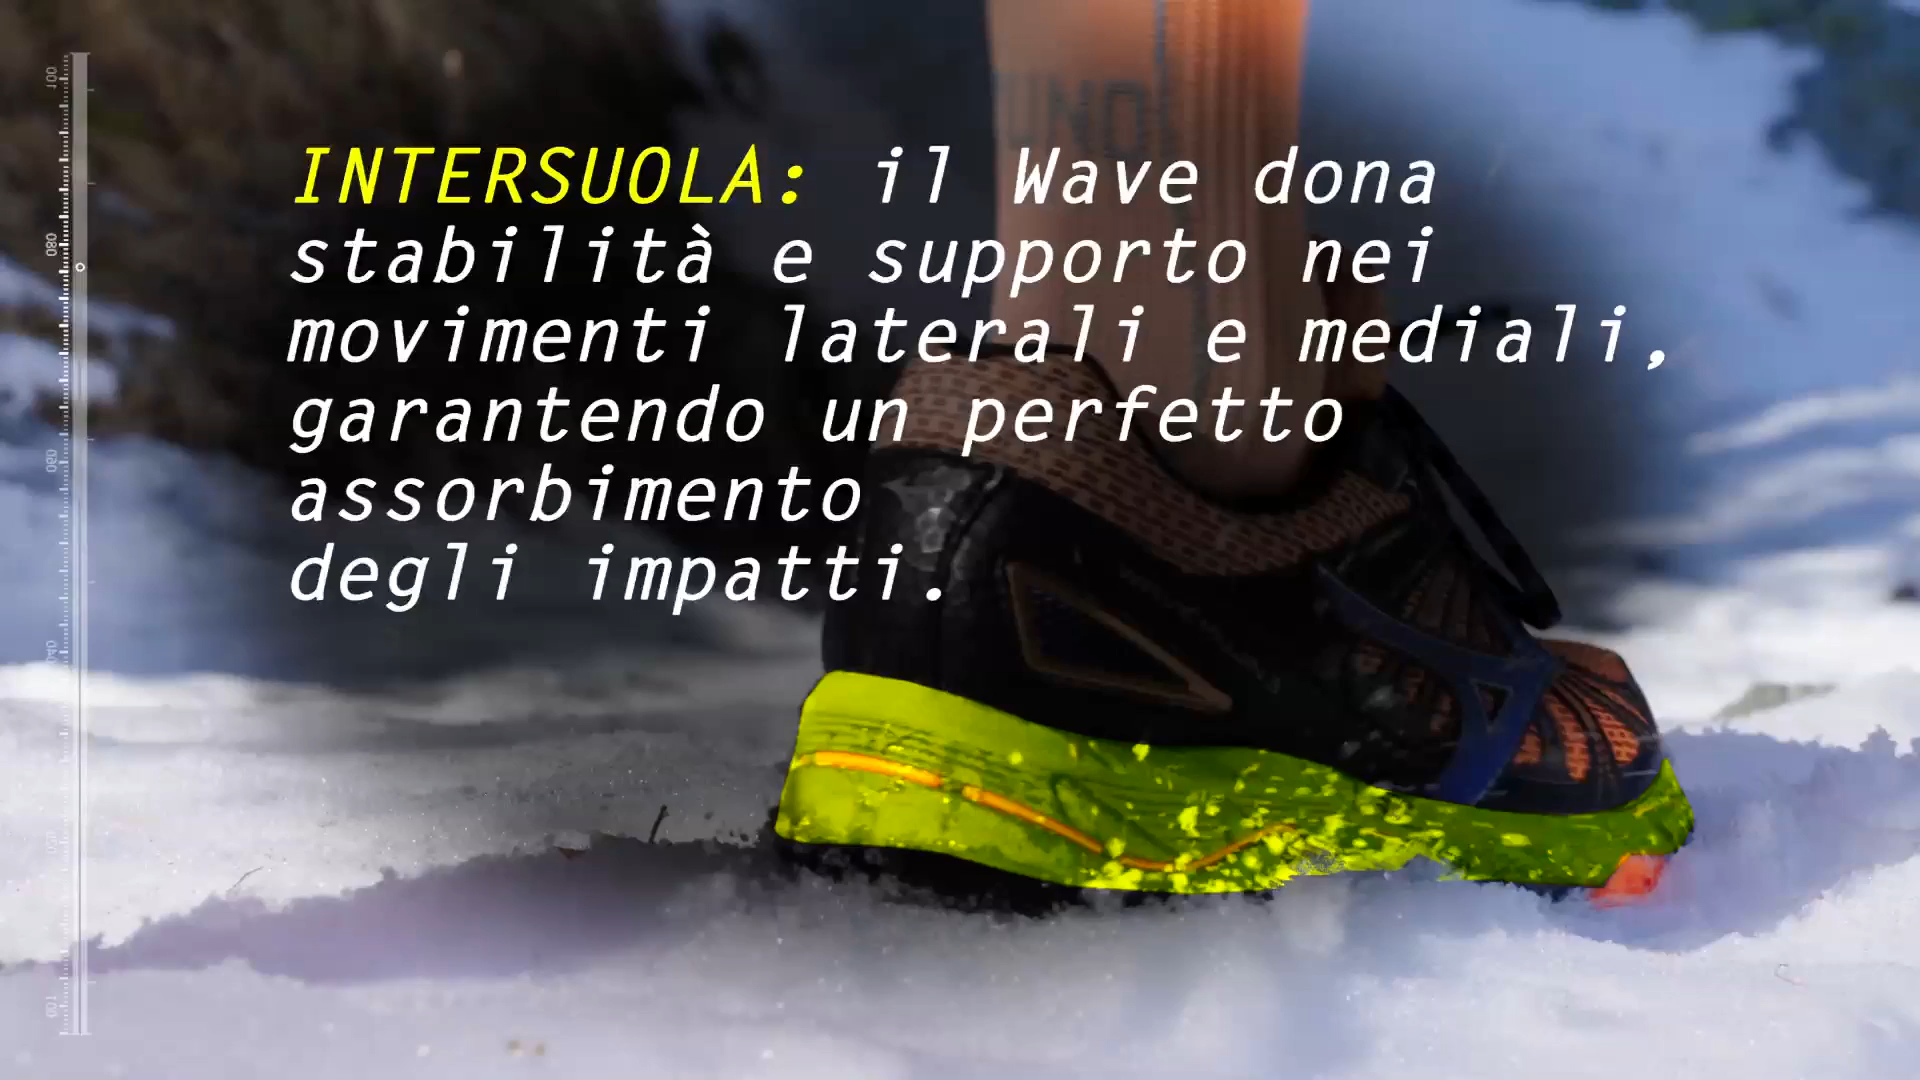 INTERSUOLA: il Wave dona
stabilità e supporto nei
movimenti laterali e mediali,
garantendo un perfetto
assorbimento
degli impatti.